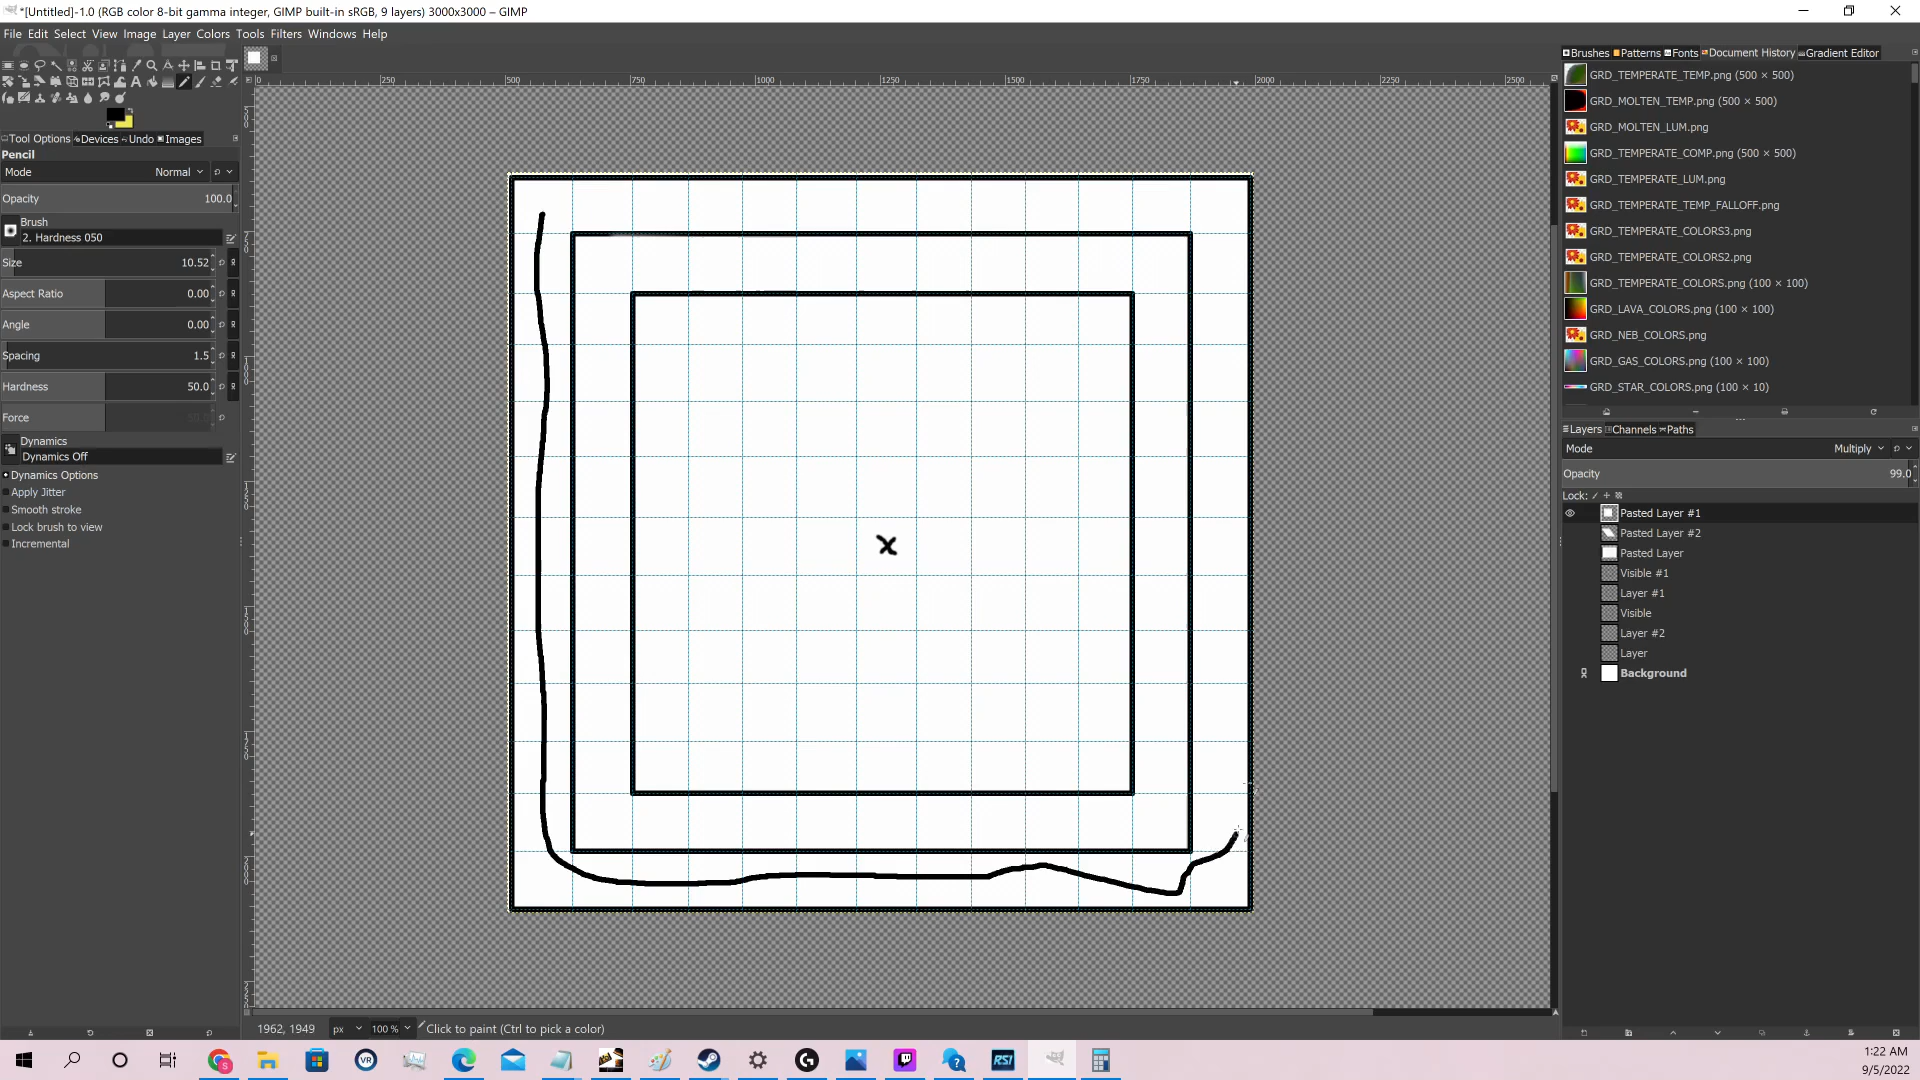 *[Untitled]-1.0 (RGB color 8-bit gamma integer, GIMP built-in sRGB, 9 layers) 3000x3000 – GIMP
File Edit Select View Image Layer Colors Tools Filters Windows Help
Tool Options Devices Undo Images
Pencil
Mode Normal
Opacity 100.0
Brush
2. Hardness 050
Size 10.52
Aspect Ratio 0.00
Angle 0.00
Spacing 1.5
Hardness 50.0
Force 50.0
Dynamics
Dynamics Off
Dynamics Options
Apply Jitter
Smooth stroke
Lock brush to view
Incremental
0 250 500 750 1000 1250 1500 1750 2000 2250 2500
x
1962, 1949 px 100 % Click to paint (Ctrl to pick a color)
Brushes Patterns Fonts Document History Gradient Editor
GRD_TEMPERATE_TEMP.png (500 × 500)
GRD_MOLTEN_TEMP.png (500 × 500)
GRD_MOLTEN_LUM.png
GRD_TEMPERATE_COMP.png (500 × 500)
GRD_TEMPERATE_LUM.png
GRD_TEMPERATE_TEMP_FALLOFF.png
GRD_TEMPERATE_COLORS3.png
GRD_TEMPERATE_COLORS2.png
GRD_TEMPERATE_COLORS.png (100 × 100)
GRD_LAVA_COLORS.png (100 × 100)
GRD_NEB_COLORS.png
GRD_GAS_COLORS.png (100 × 100)
GRD_STAR_COLORS.png (100 × 10)
Layers Channels Paths
Mode Multiply
Opacity 99.0
Lock:
Pasted Layer #1
Pasted Layer #2
Pasted Layer
Visible #1
Layer #1
Visible
Layer #2
Layer
Background
VR
RSI
1:22 AM
9/5/2022